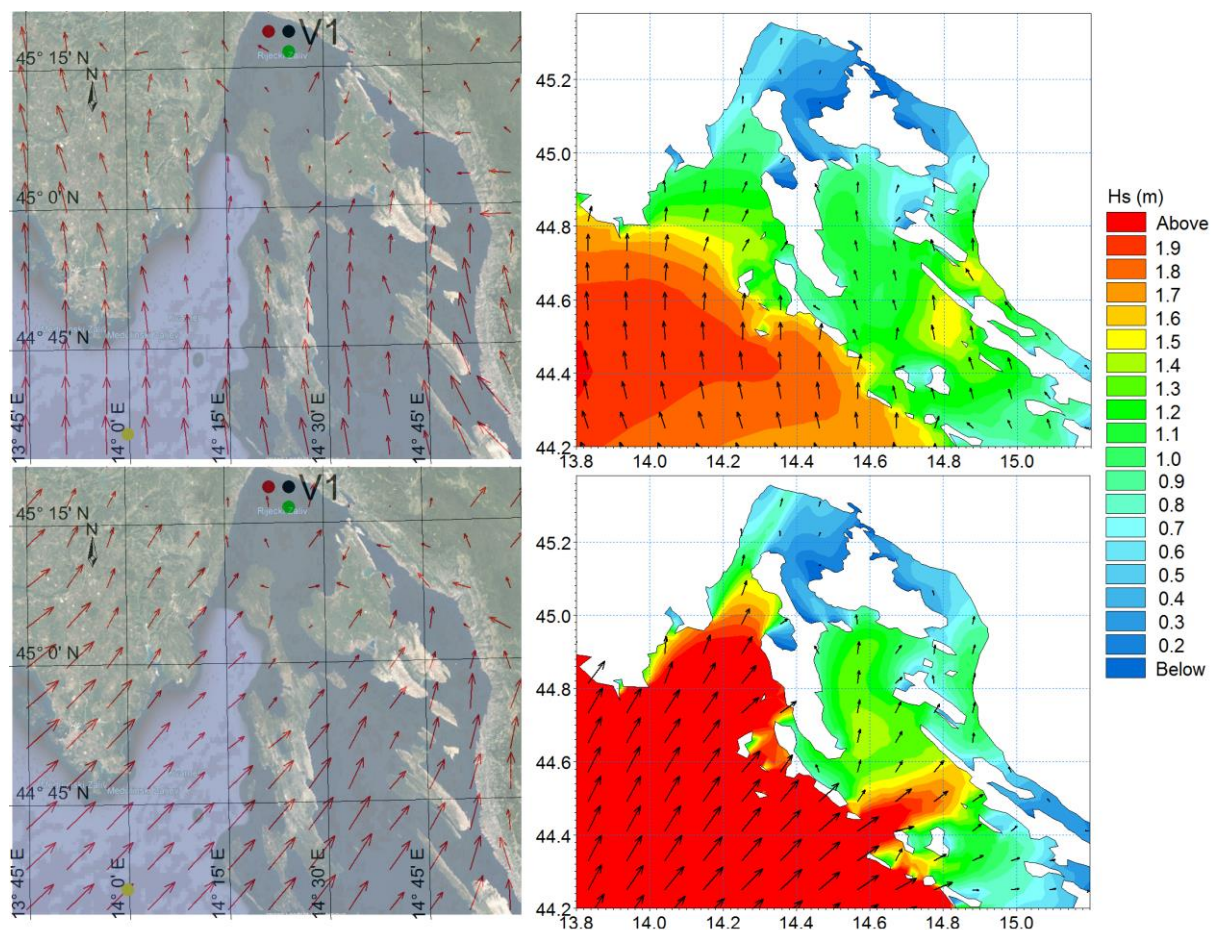 V1
Riječki Zaliv
45° 15' N
N
45° 0' N
44° 45' N
13° 45' E
14° 0' E
14° 15' E
14° 30' E
14° 45' E
45.2
45.0
44.8
44.6
44.4
44.2
13.8
14.0
14.2
14.4
14.6
14.8
15.0
Hs (m)
Above
1.9
1.8
1.7
1.6
1.5
1.4
1.3
1.2
1.1
1.0
0.9
0.8
0.7
0.6
0.5
0.4
0.3
0.2
Below
V1
Riječki Zaliv
45° 15' N
N
45° 0' N
44° 45' N
13° 45' E
14° 0' E
14° 15' E
14° 30' E
14° 45' E
45.2
45.0
44.8
44.6
44.4
44.2
13.8
14.0
14.2
14.4
14.6
14.8
15.0